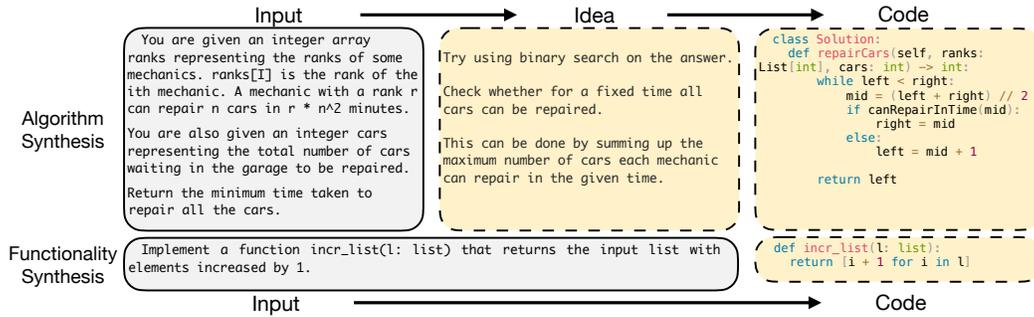 Input Idea Code
Algorithm
Synthesis
You are given an integer array
ranks representing the ranks of some
mechanics. ranks[I] is the rank of the
ith mechanic. A mechanic with a rank r
can repair n cars in r * n^2 minutes.
You are also given an integer cars
representing the total number of cars
waiting in the garage to be repaired.
Return the minimum time taken to
repair all the cars.
Try using binary search on the answer.
Check whether for a fixed time all
cars can be repaired.
This can be done by summing up the
maximum number of cars each mechanic
can repair in the given time.
class Solution:
def repairCars(self, ranks:
List[int], cars: int) -> int:
while left < right:
mid = (left + right) // 2
if canRepairInTime(mid):
right = mid
else:
left = mid + 1
return left
Functionality
Synthesis
Implement a function incr_list(l: list) that returns the input list with
elements increased by 1.
def incr_list(l: list):
return [i + 1 for i in l]
Input Code